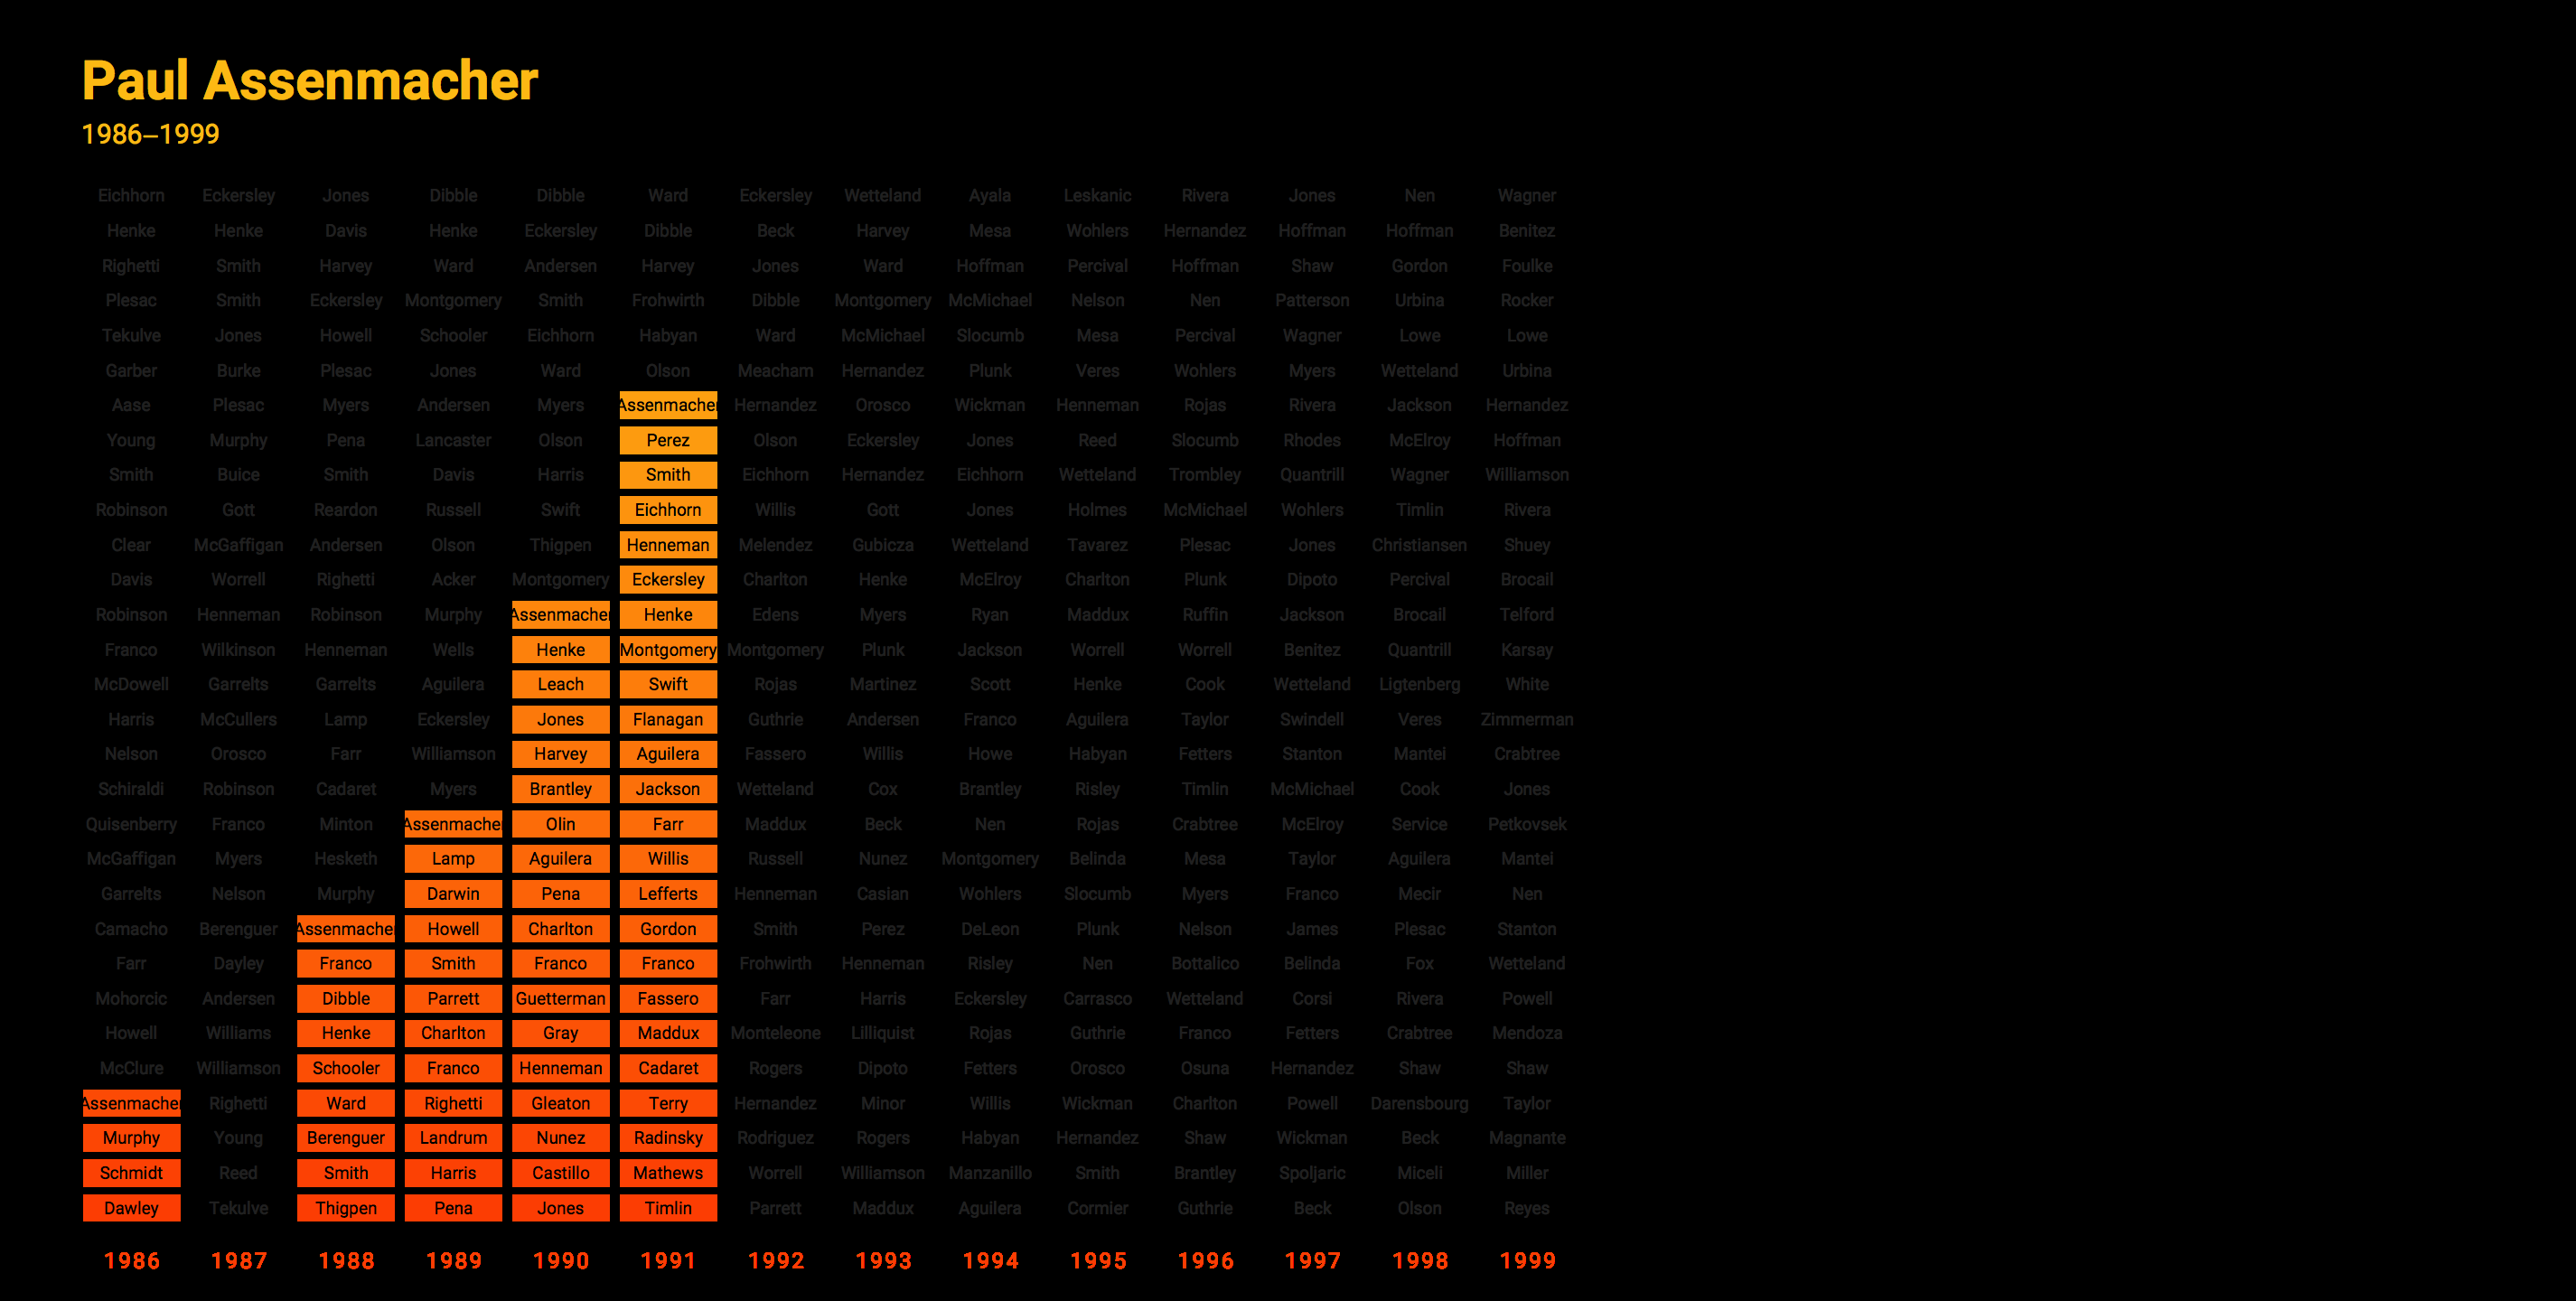 Paul Assenmacher
1986–1999
Eichhorn Eckersley Jones Dibble Dibble Ward Eckersley Wetteland Ayala Leskanic Rivera Jones Nen Wagner
Henke Henke Davis Henke Eckersley Dibble Beck Harvey Mesa Wohlers Hernandez Hoffman Hoffman Benitez
Righetti Smith Harvey Ward Andersen Harvey Jones Ward Hoffman Percival Hoffman Shaw Gordon Foulke
Plesac Smith Eckersley Montgomery Smith Frohwirth Dibble Montgomery McMichael Nelson Nen Patterson Urbina Rocker
Tekulve Jones Howell Schooler Eichhorn Habyan Ward McMichael Slocumb Mesa Percival Wagner Lowe Lowe
Garber Burke Plesac Jones Ward Olson Meacham Hernandez Plunk Veres Wohlers Myers Wetteland Urbina
Aase Plesac Myers Andersen Myers Assenmacher Hernandez Orosco Wickman Henneman Rojas Rivera Jackson Hernandez
Young Murphy Pena Lancaster Olson Perez Olson Eckersley Jones Reed Slocumb Rhodes McElroy Hoffman
Smith Buice Smith Davis Harris Smith Eichhorn Hernandez Eichhorn Wetteland Trombley Quantrill Wagner Williamson
Robinson Gott Reardon Russell Swift Eichhorn Willis Gott Jones Holmes McMichael Wohlers Timlin Rivera
Clear McGaffigan Andersen Olson Thigpen Henneman Melendez Gubicza Wetteland Tavarez Plesac Jones Christiansen Shuey
Davis Worrell Righetti Acker Montgomery Eckersley Charlton Henke McElroy Charlton Plunk Dipoto Percival Brocail
Robinson Henneman Robinson Murphy Assenmacher Henke Edens Myers Ryan Maddux Ruffin Jackson Brocail Telford
Franco Wilkinson Henneman Wells Henke Montgomery Montgomery Plunk Jackson Worrell Worrell Benitez Quantrill Karsay
McDowell Garrelts Garrelts Aguilera Leach Swift Rojas Martinez Scott Henke Cook Wetteland Ligtenberg White
Harris McCullers Lamp Eckersley Jones Flanagan Guthrie Andersen Franco Aguilera Taylor Swindell Veres Zimmerman
Nelson Orosco Farr Williamson Harvey Aguilera Fassero Willis Howe Habyan Fetters Stanton Mantei Crabtree
Schiraldi Robinson Cadaret Myers Brantley Jackson Wetteland Cox Brantley Risley Timlin McMichael Cook Jones
Quisenberry Franco Minton Assenmacher Olin Farr Maddux Beck Nen Rojas Crabtree McElroy Service Petkovsek
McGaffigan Myers Hesketh Lamp Aguilera Willis Russell Nunez Montgomery Belinda Mesa Taylor Aguilera Mantei
Garrelts Nelson Murphy Darwin Pena Lefferts Henneman Casian Wohlers Slocumb Myers Franco Mecir Nen
Camacho Berenguer Assenmacher Howell Charlton Gordon Smith Perez DeLeon Plunk Nelson James Plesac Stanton
Farr Dayley Franco Smith Franco Franco Frohwirth Henneman Risley Nen Bottalico Belinda Fox Wetteland
Mohorcic Andersen Dibble Parrett Guetterman Fassero Farr Harris Eckersley Carrasco Wetteland Corsi Rivera Powell
Howell Williams Henke Charlton Gray Maddux Monteleone Lilliquist Rojas Guthrie Franco Fetters Crabtree Mendoza
McClure Williamson Schooler Franco Henneman Cadaret Rogers Dipoto Fetters Orosco Osuna Hernandez Shaw Shaw
Assenmacher Righetti Ward Righetti Gleaton Terry Hernandez Minor Willis Wickman Charlton Powell Darensbourg Taylor
Murphy Young Berenguer Landrum Nunez Radinsky Rodriguez Rogers Habyan Hernandez Shaw Wickman Beck Magnante
Schmidt Reed Smith Harris Castillo Mathews Worrell Williamson Manzanillo Smith Brantley Spoljaric Miceli Miller
Dawley Tekulve Thigpen Pena Jones Timlin Parrett Maddux Aguilera Cormier Guthrie Beck Olson Reyes
1986 1987 1988 1989 1990 1991 1992 1993 1994 1995 1996 1997 1998 1999